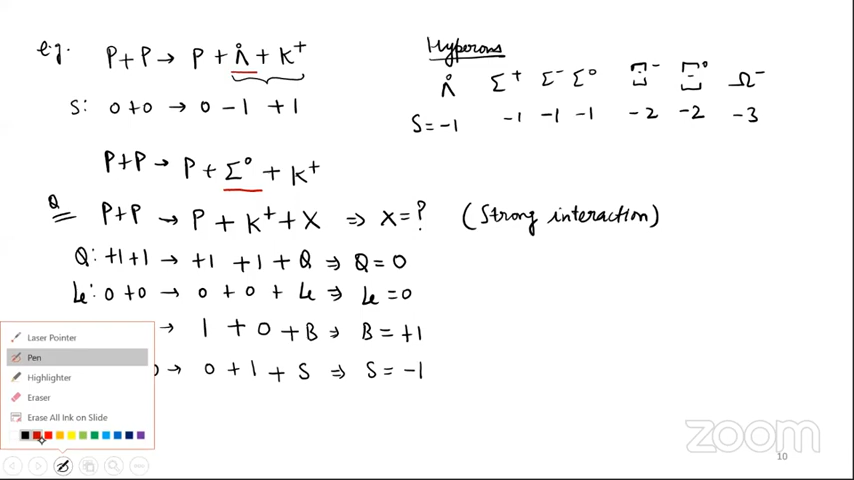 e.g. P+P → P + Λ° + K⁺
S: 0+0 → 0 -1 +1
P+P → P + Σ° + K⁺
Q P+P → P + K⁺ + X ⇒ X=? (Strong interaction)
Q: +1+1 → +1 +1 + Q ⇒ Q=0
Le: 0+0 → 0 + 0 + Le ⇒ Le=0
→ 1 + 0 + B ⇒ B=+1
0 → 0 +1 + S ⇒ S=-1
Hyperons
Λ° Σ⁺ Σ⁻ Σ° Ξ⁻ Ξ° Ω⁻
S=-1 -1 -1 -1 -2 -2 -3
Laser Pointer
Pen
Highlighter
Eraser
Erase All Ink on Slide
zoom
10